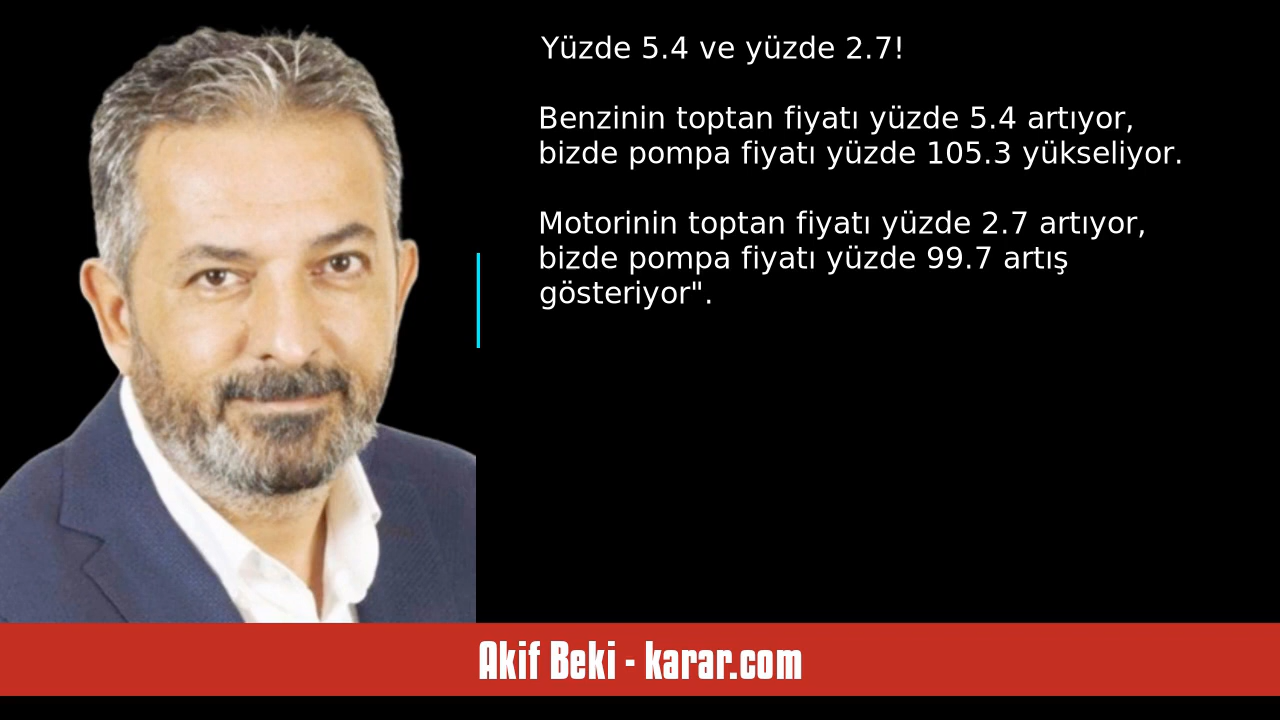 Yüzde 5.4 ve yüzde 2.7!
Benzinin toptan fiyatı yüzde 5.4 artıyor,
bizde pompa fiyatı yüzde 105.3 yükseliyor.
Motorinin toptan fiyatı yüzde 2.7 artıyor,
bizde pompa fiyatı yüzde 99.7 artış
gösteriyor".
Akif Beki - karar.com